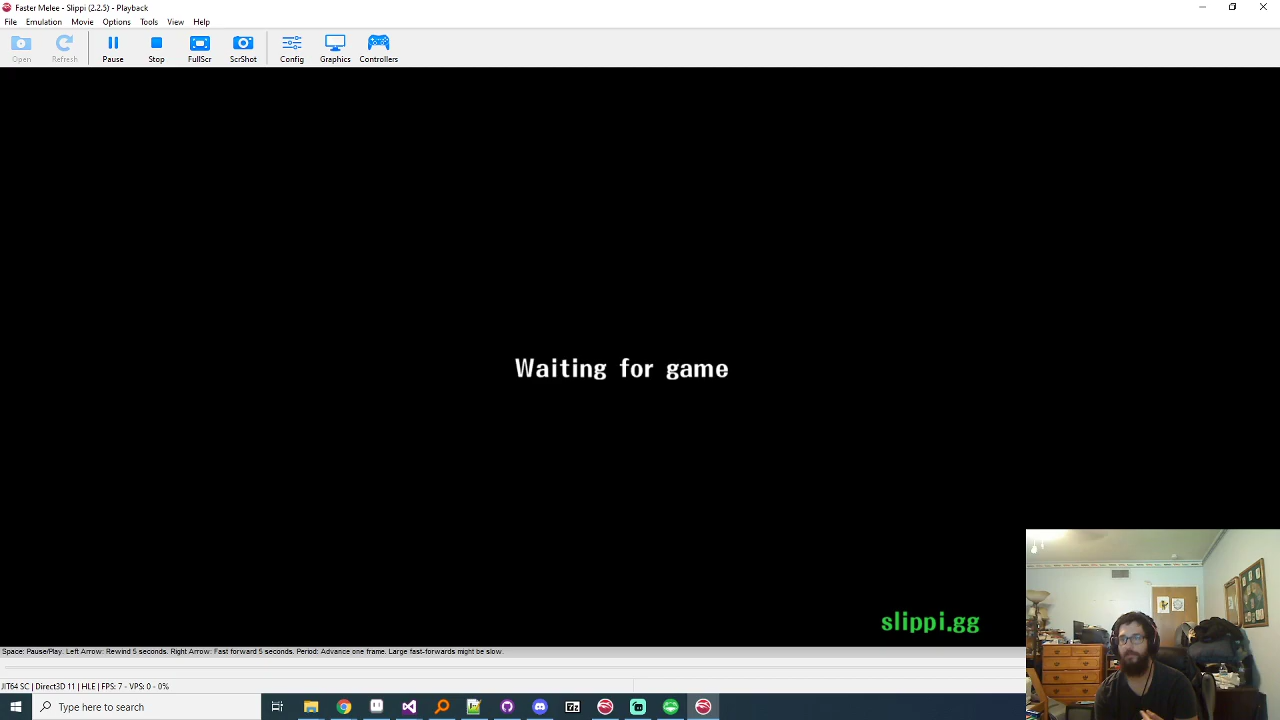 Faster Melee - Slippi (2.2.5) - Playback
File Emulation Movie Options Tools View Help
Open Refresh Pause Stop FullScr ScrShot Config Graphics Controllers
Waiting for game
slippi.gg
Space: Pause/Play. Left Arrow: Rewind 5 seconds. Right Arrow: Fast forward 5 seconds. Period: Advance one frame. Large fast-forwards might be slow.
JIT64 SC | Direct3D 11 | HLE | FPS: 7 - VPS: 0 - 0%
Type here to search